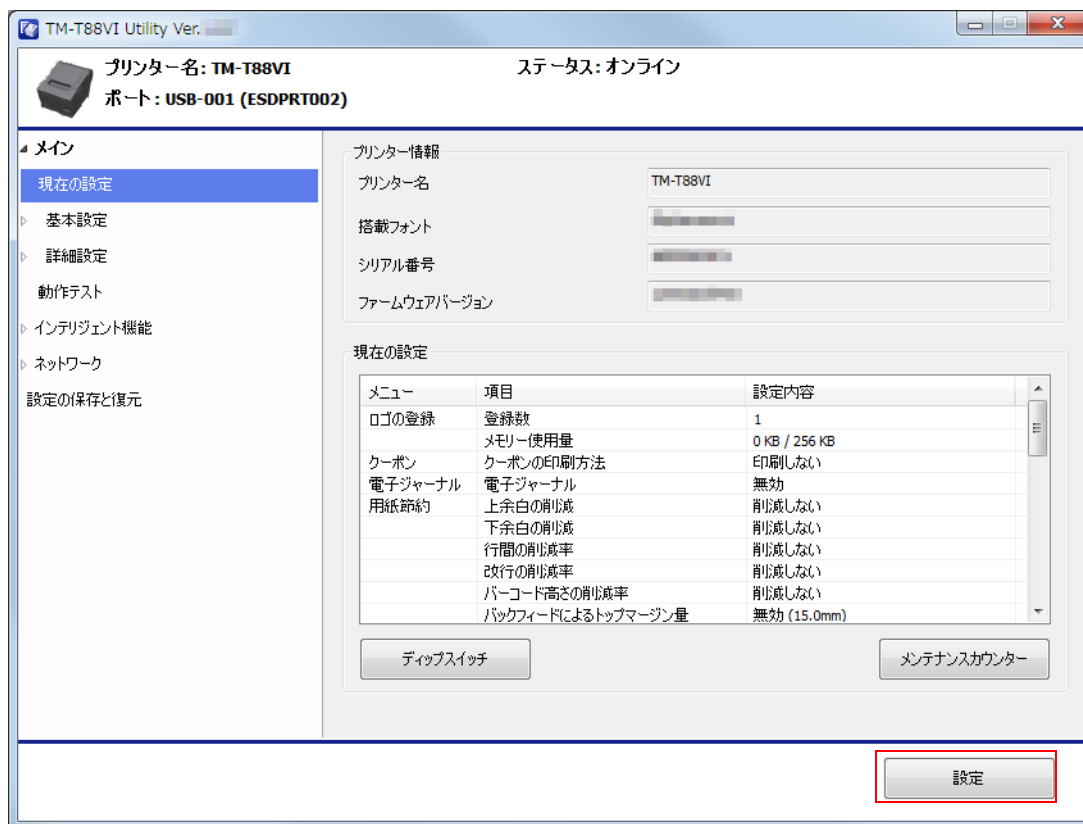 TM-T88VI Utility Ver.
プリンター名: TM-T88VI
ステータス: オンライン
ポート: USB-001 (ESDPRT002)
メイン
現在の設定
基本設定
詳細設定
動作テスト
インテリジェント機能
ネットワーク
設定の保存と復元
プリンター情報
プリンター名 TM-T88VI
搭載フォント
シリアル番号
ファームウェアバージョン
現在の設定
メニュー 項目 設定内容
ロゴの登録 登録数 1
メモリー使用量 0 KB / 256 KB
クーポン クーポンの印刷方法 印刷しない
電子ジャーナル 電子ジャーナル 無効
用紙節約 上余白の削減 削減しない
下余白の削減 削減しない
行間の削減率 削減しない
改行の削減率 削減しない
バーコード高さの削減率 削減しない
バックフィードによるトップマージン量 無効 (15.0mm)
ディップスイッチ メンテナンスカウンター
設定